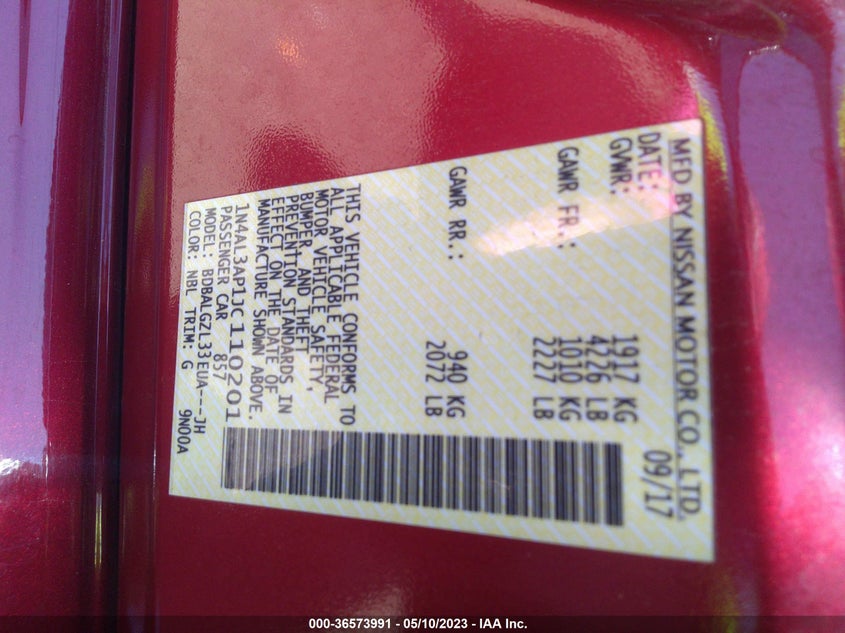 MFD BY NISSAN MOTOR CO., LTD.
DATE: 09/17
GVWR: 1917 KG
4226 LB
GAWR FR.: 1010 KG
2227 LB
GAWR RR.: 940 KG
2072 LB
THIS VEHICLE CONFORMS TO
ALL APPLICABLE FEDERAL
MOTOR VEHICLE SAFETY,
BUMPER, AND THEFT
PREVENTION STANDARDS IN
EFFECT ON THE DATE OF
MANUFACTURE SHOWN ABOVE.
1N4AL3AP1JC110201
PASSENGER CAR 857
MODEL: BDBALGZL33EUA---JH
COLOR: NBL TRIM: G 9N00A
000-36573991 - 05/10/2023 - IAA Inc.